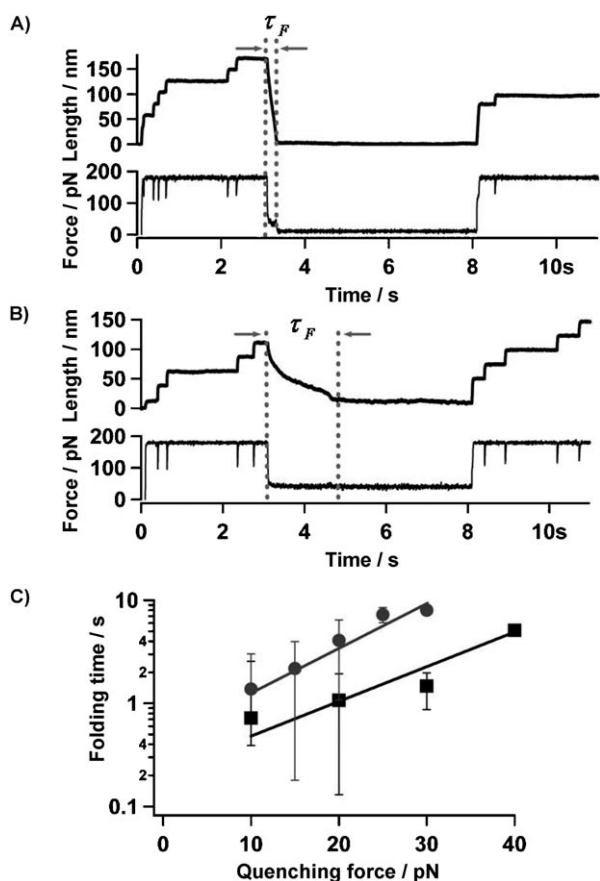 A)
τF
150
100
50
0
Length / nm
200
100
0
Force / pN
0 2 4 6 8 10s
Time / s
B)
τF
150
100
50
0
Length / nm
200
100
0
Force / pN
0 2 4 6 8 10s
Time / s
C)
10
4
2
1
4
2
0.1
Folding time / s
0 10 20 30 40
Quenching force / pN